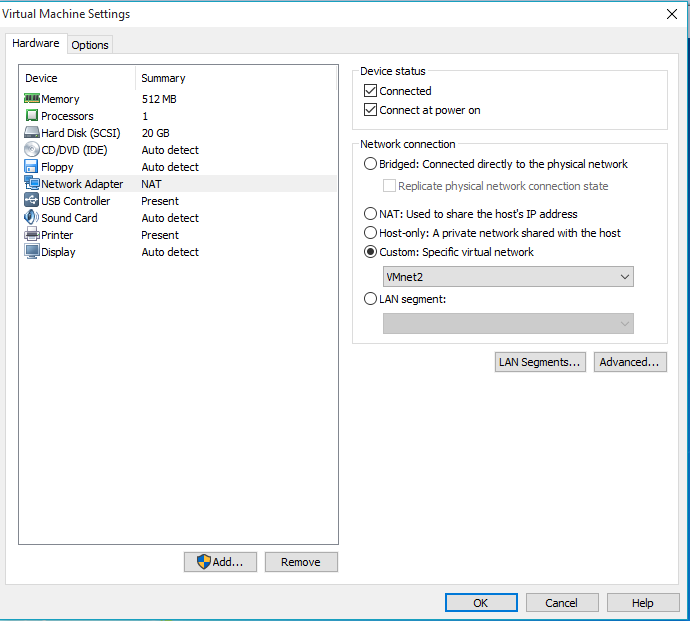 Virtual Machine Settings
Hardware Options
Device Summary
Memory 512 MB
Processors 1
Hard Disk (SCSI) 20 GB
CD/DVD (IDE) Auto detect
Floppy Auto detect
Network Adapter NAT
USB Controller Present
Sound Card Auto detect
Printer Present
Display Auto detect
Add... Remove
Device status
Connected
Connect at power on
Network connection
Bridged: Connected directly to the physical network
Replicate physical network connection state
NAT: Used to share the host's IP address
Host-only: A private network shared with the host
Custom: Specific virtual network
VMnet2
LAN segment:
LAN Segments... Advanced...
OK Cancel Help